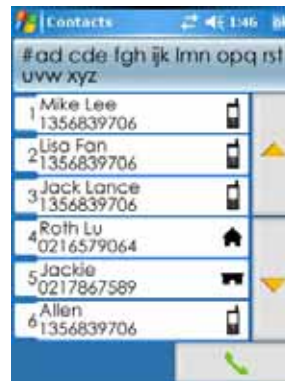 Contacts 1:46 ok
#ad cde fgh ijk lmn opq rst
uvw xyz
1 Mike Lee
1356839706
2 Lisa Fan
1356839706
3 Jack Lance
1356839706
4 Roth Lu
0216579064
5 Jackie
0217867589
6 Allen
1356839706